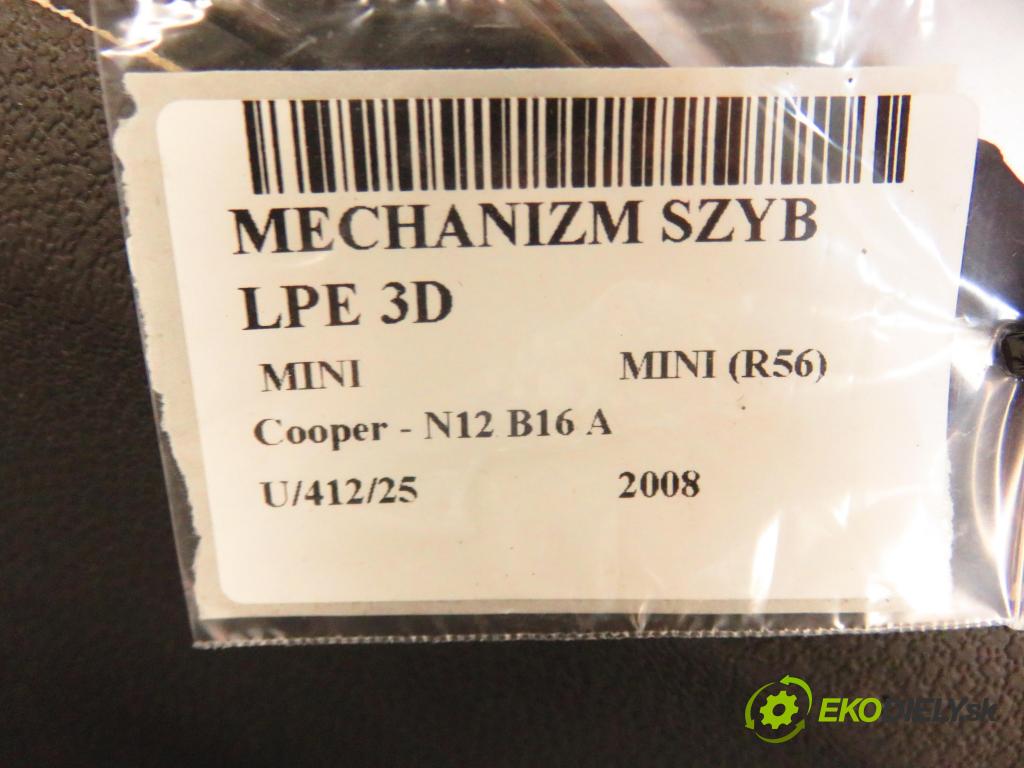 MECHANIZM SZYB
LPE 3D
MINI MINI (R56)
Cooper - N12 B16 A
U/412/25 2008
EKODIELY.sk